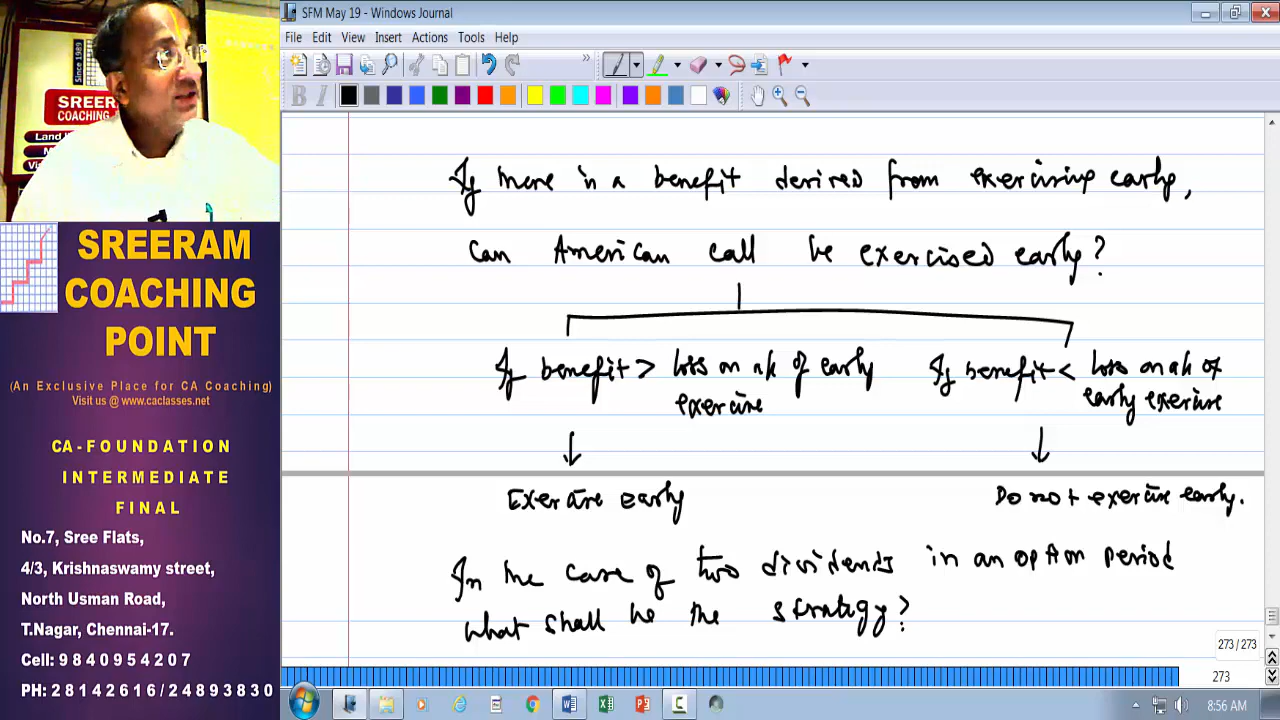 SFM May 19 - Windows Journal
File Edit View Insert Actions Tools Help
Since 1989
SREERAM
COACHING
If there is a benefit derived from exercising early,
Can American call be exercised early?
If benefit > loss on a/c of early exercise
If benefit < loss on a/c of early exercise
Exercise early
Do not exercise early.
In the case of two dividends in an option period
what shall be the strategy?
273 / 273
273
SREERAM
COACHING
POINT
(An Exclusive Place for CA Coaching)
Visit us @ www.caclasses.net
CA-FOUNDATION
INTERMEDIATE
FINAL
No.7, Sree Flats,
4/3, Krishnaswamy street,
North Usman Road,
T.Nagar, Chennai-17.
Cell: 9840954207
PH: 28142616/24893830
8:56 AM